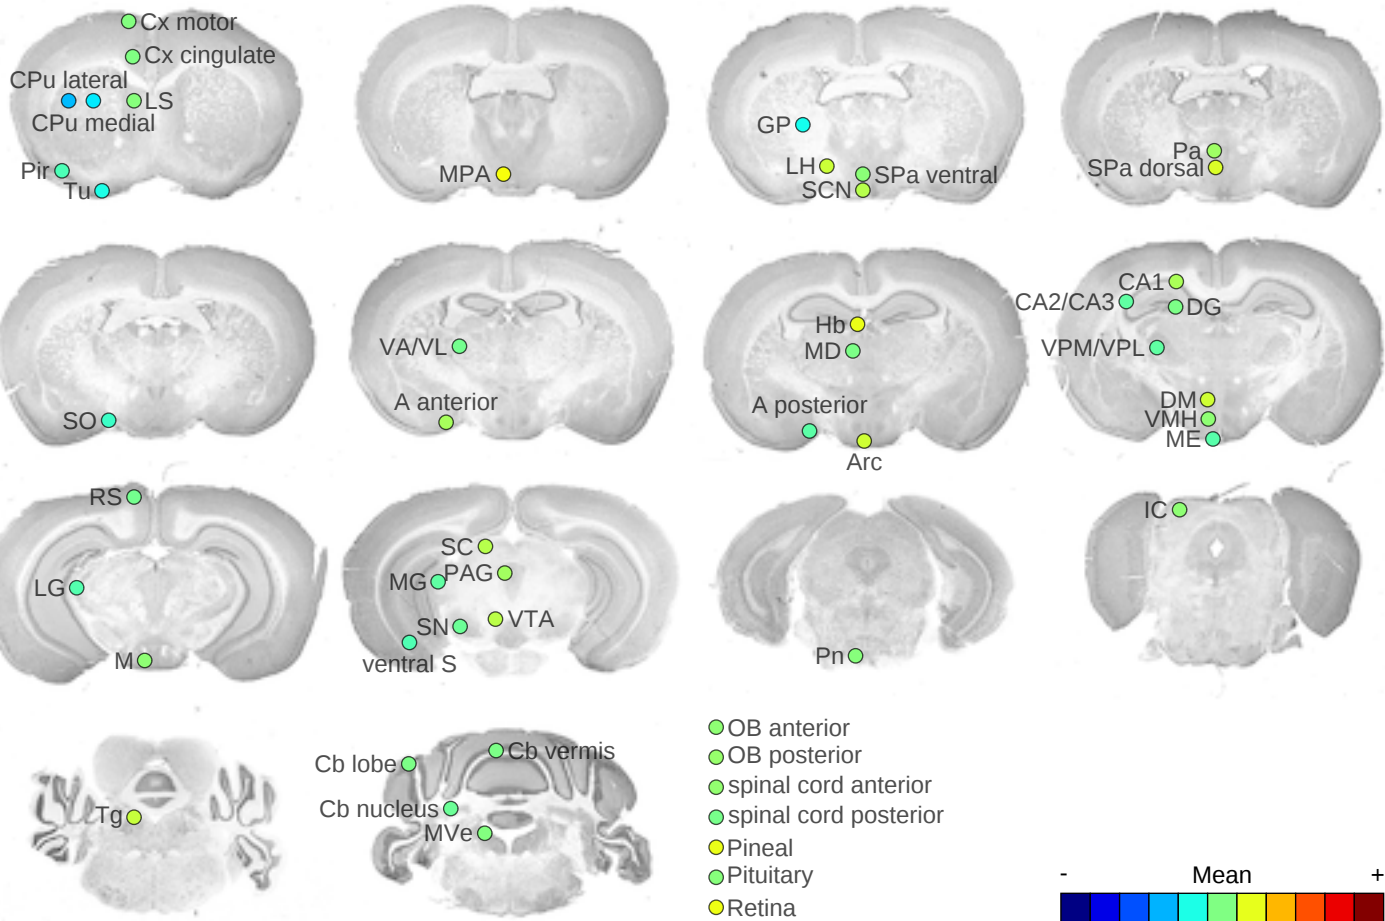 Cx motor
Cx cingulate
CPu lateral
LS
CPu medial
Pir
Tu
MPA
GP
LH
SPa ventral
SCN
Pa
SPa dorsal
SO
VA/VL
A anterior
Hb
MD
A posterior
Arc
CA1
CA2/CA3
DG
VPM/VPL
DM
VMH
ME
RS
LG
M
SC
MG
PAG
SN
VTA
ventral S
Pn
IC
Tg
Cb lobe
Cb vermis
Cb nucleus
MVe
OB anterior
OB posterior
spinal cord anterior
spinal cord posterior
Pineal
Pituitary
Retina
- Mean +